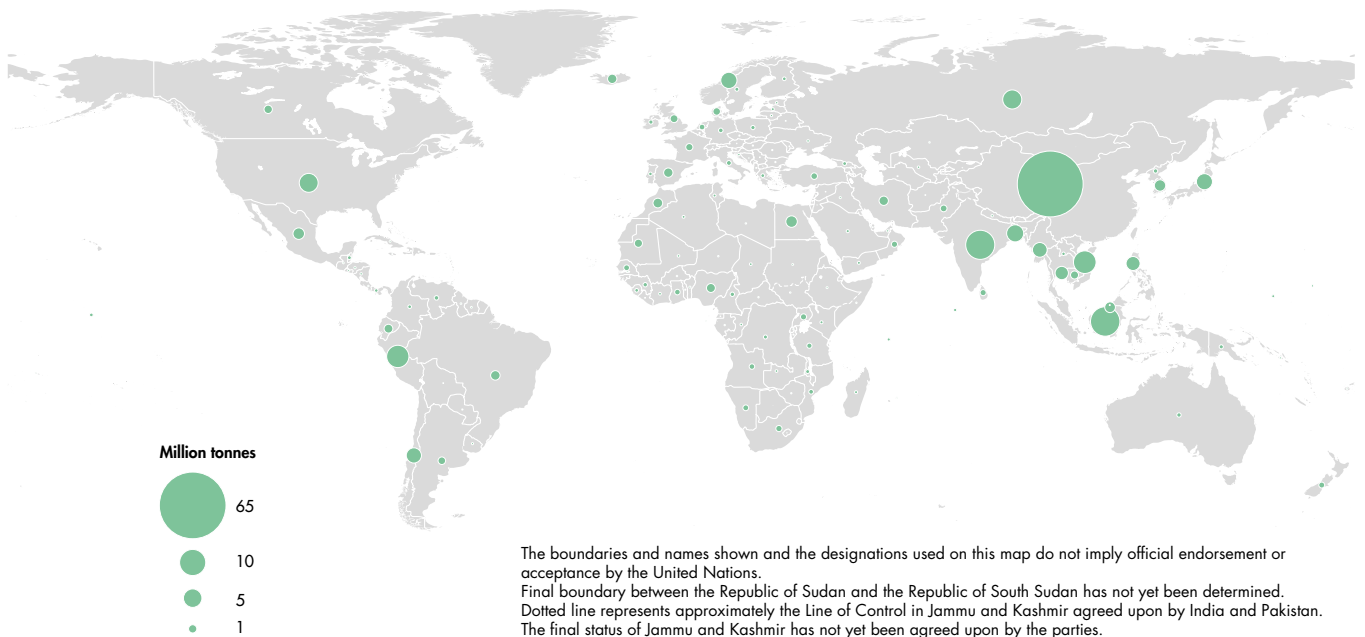 Million tonnes
65
10
5
1
The boundaries and names shown and the designations used on this map do not imply official endorsement or
acceptance by the United Nations.
Final boundary between the Republic of Sudan and the Republic of South Sudan has not yet been determined.
Dotted line represents approximately the Line of Control in Jammu and Kashmir agreed upon by India and Pakistan.
The final status of Jammu and Kashmir has not yet been agreed upon by the parties.